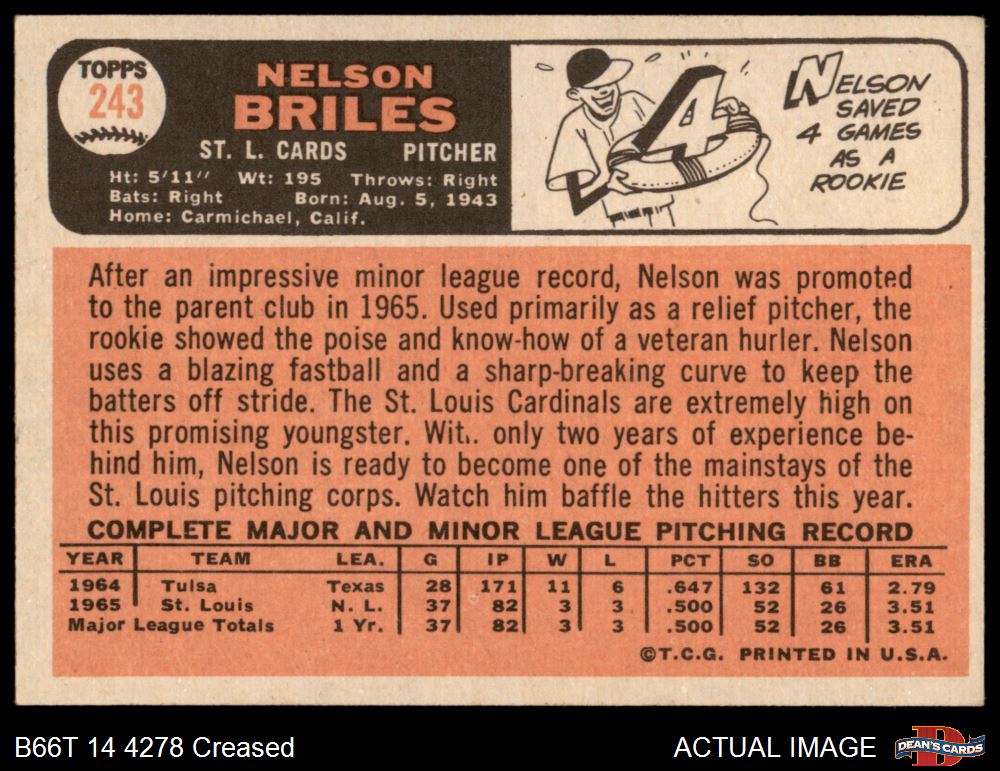 TOPPS
243
NELSON
BRILES
ST. L. CARDS PITCHER
Ht: 5'11" Wt: 195 Throws: Right
Bats: Right Born: Aug. 5, 1943
Home: Carmichael, Calif.
4
NELSON
SAVED
4 GAMES
AS A
ROOKIE
After an impressive minor league record, Nelson was promoted
to the parent club in 1965. Used primarily as a relief pitcher, the
rookie showed the poise and know-how of a veteran hurler. Nelson
uses a blazing fastball and a sharp-breaking curve to keep the
batters off stride. The St. Louis Cardinals are extremely high on
this promising youngster. Wit.. only two years of experience be-
hind him, Nelson is ready to become one of the mainstays of the
St. Louis pitching corps. Watch him baffle the hitters this year.
COMPLETE MAJOR AND MINOR LEAGUE PITCHING RECORD
YEAR TEAM LEA. G IP W L PCT SO BB ERA
1964 Tulsa Texas 28 171 11 6 .647 132 61 2.79
1965 St. Louis N. L. 37 82 3 3 .500 52 26 3.51
Major League Totals 1 Yr. 37 82 3 3 .500 52 26 3.51
©T.C.G. PRINTED IN U.S.A.
B66T 14 4278 Creased ACTUAL IMAGE
D
DEAN'S CARDS